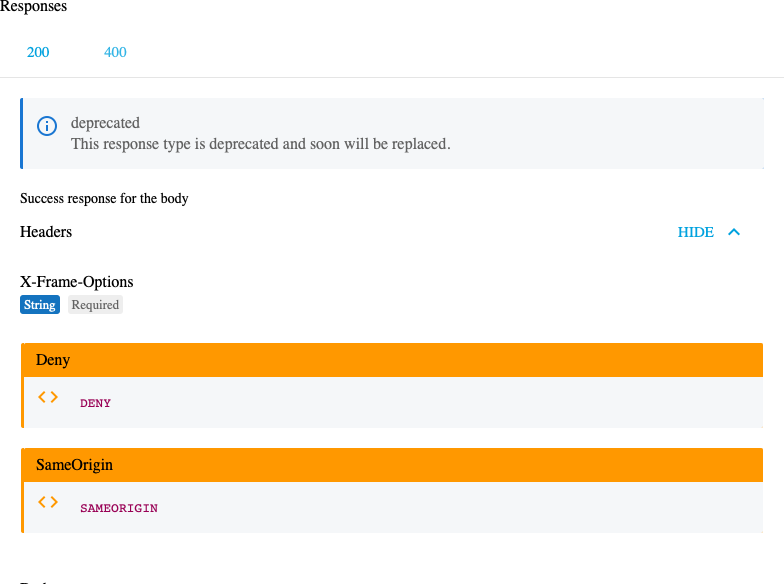 Responses
200 400
deprecated
This response type is deprecated and soon will be replaced.
Success response for the body
Headers HIDE
X-Frame-Options
String Required
Deny
<> DENY
SameOrigin
<> SAMEORIGIN